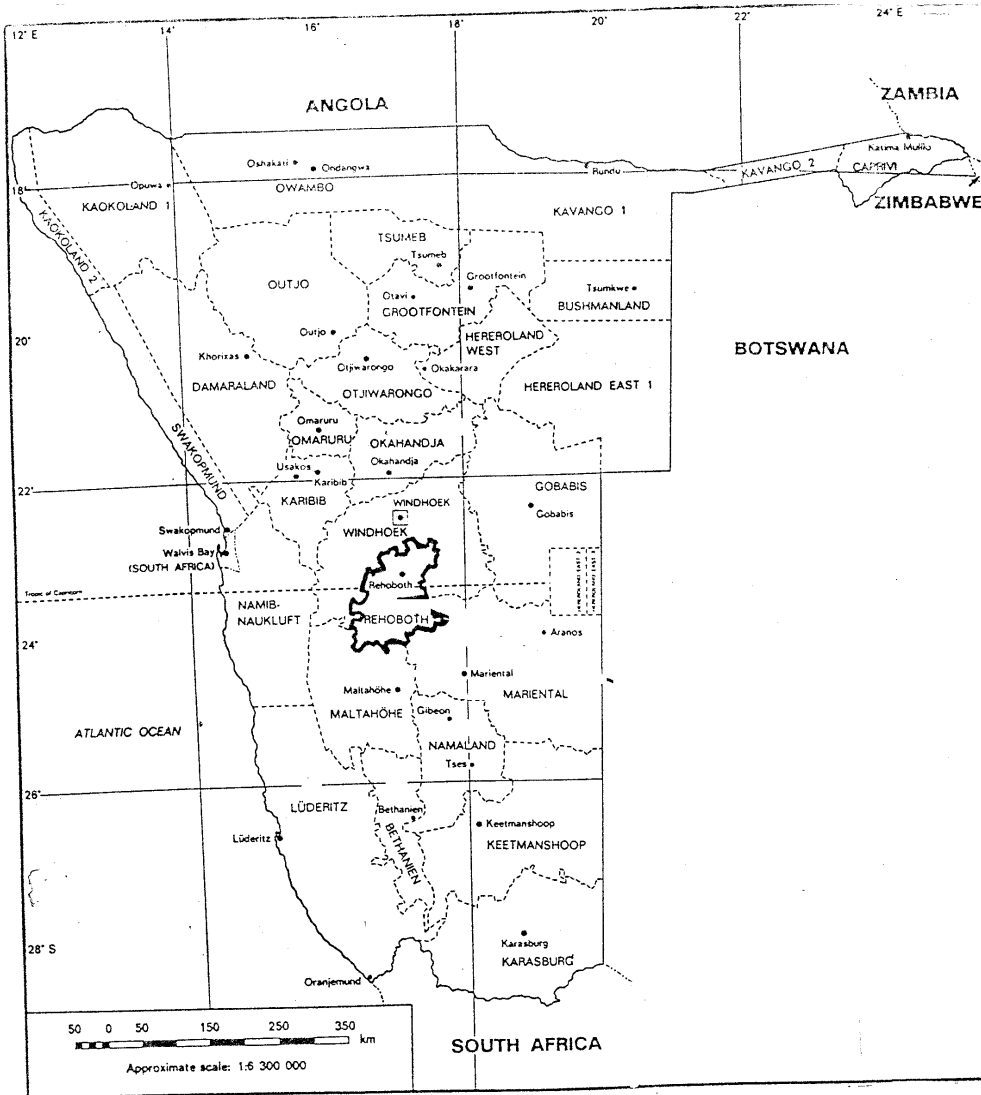 12° E
14°
16°
18°
20°
22°
24° E
ANGOLA
ZAMBIA
Oshakati
Ondangwa
Rundu
Katima Mulilo
KAVANGO 2
CAPRIVI
18°
Opuwa
OWAMBO
KAOKOLAND 1
KAVANGO 1
ZIMBABWE
TSUMEB
Tsumeb
KAOKOLAND 2
OUTJO
Grootfontein
Otavi
GROOTFONTEIN
Tsumkwe
BUSHMANLAND
20°
Outjo
HEREROLAND
WEST
BOTSWANA
Khorixas
Otjiwarongo
Okakarara
DAMARALAND
OTJIWARONGO
HEREROLAND EAST 1
Omaruru
OMARURU
OKAHANDJA
SWAKOPMUND
Usakos
Karibib
Okahandja
22°
KARIBIB
GOBABIS
WINDHOEK
Gobabis
Swakopmund
WINDHOEK
Walvis Bay
(SOUTH AFRICA)
Rehoboth
Tropic of Capricorn
NAMIB-
NAUKLUFT
REHOBOTH
24°
Aranos
Mariental
Maltahöhe
MARIENTAL
MALTAHÖHE
Gibeon
ATLANTIC OCEAN
NAMALAND
Tses
26°
LÜDERITZ
Bethanien
BETHANIEN
Keetmanshoop
KEETMANSHOOP
Lüderitz
28° S
Karasburg
KARASBURG
Oranjemund
50 0 50 150 250 350 km
Approximate scale: 1:6 300 000
SOUTH AFRICA